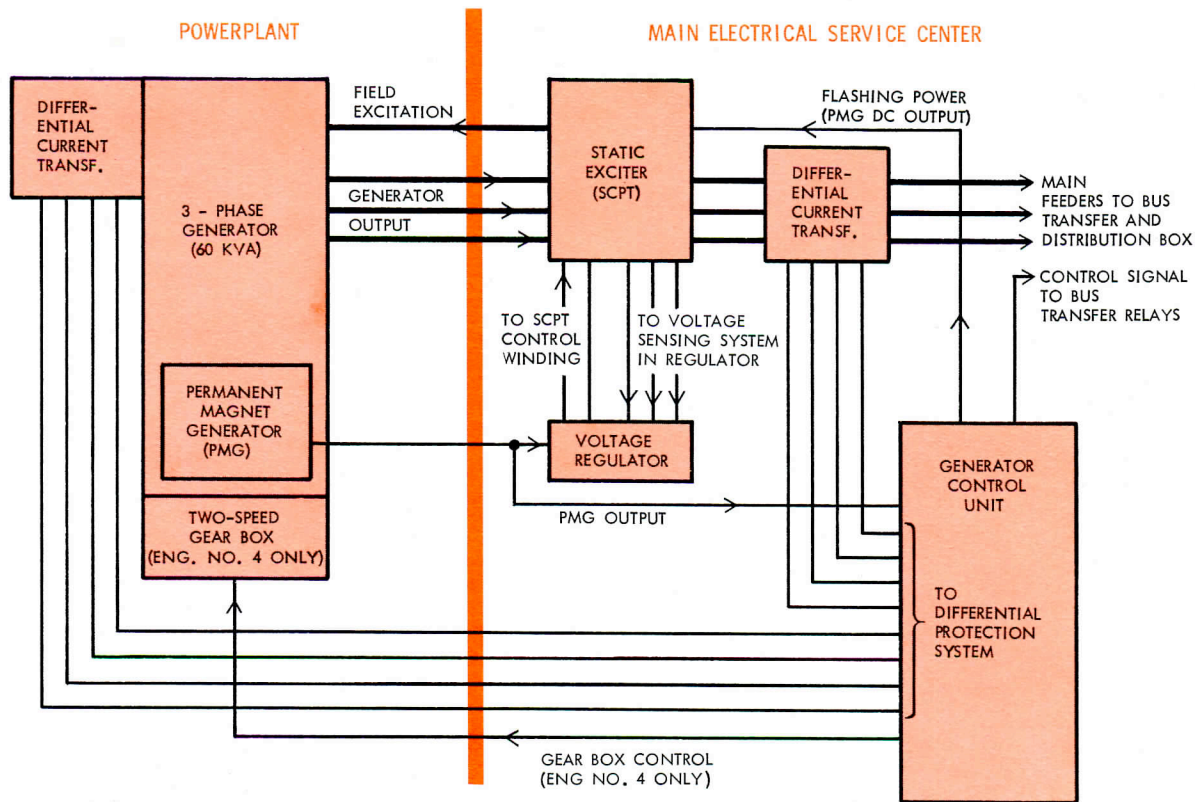 POWERPLANT
MAIN ELECTRICAL SERVICE CENTER
DIFFER-
ENTIAL
CURRENT
TRANSF.
3 - PHASE
GENERATOR
(60 KVA)
PERMANENT
MAGNET
GENERATOR
(PMG)
TWO-SPEED
GEAR BOX
(ENG. NO. 4 ONLY)
FIELD
EXCITATION
GENERATOR
OUTPUT
STATIC
EXCITER
(SCPT)
FLASHING POWER
(PMG DC OUTPUT)
DIFFER-
ENTIAL
CURRENT
TRANSF.
MAIN
FEEDERS TO BUS
TRANSFER AND
DISTRIBUTION BOX
CONTROL SIGNAL
TO BUS
TRANSFER RELAYS
TO SCPT
CONTROL
WINDING
TO VOLTAGE
SENSING SYSTEM
IN REGULATOR
VOLTAGE
REGULATOR
PMG OUTPUT
GENERATOR
CONTROL
UNIT
TO
DIFFERENTIAL
PROTECTION
SYSTEM
GEAR BOX CONTROL
(ENG NO. 4 ONLY)